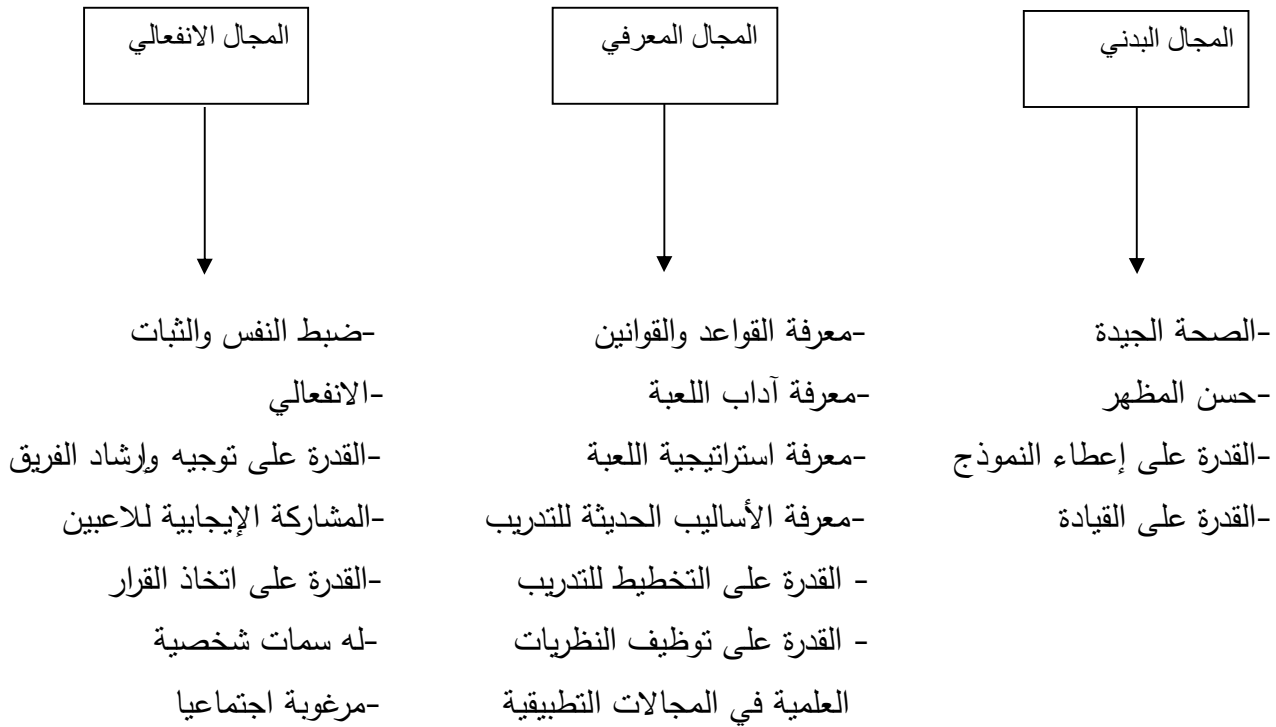 المجال البدني
المجال المعرفي
المجال الانفعالي
-الصحة الجيدة
-حسن المظهر
-القدرة على إعطاء النموذج
-القدرة على القيادة
-معرفة القواعد والقوانين
-معرفة آداب اللعبة
-معرفة استراتيجية اللعبة
-معرفة الأساليب الحديثة للتدريب
- القدرة على التخطيط للتدريب
- القدرة على توظيف النظريات
العلمية في المجالات التطبيقية
-ضبط النفس والثبات
-الانفعالي
-القدرة على توجيه وإرشاد الفريق
-المشاركة الإيجابية للاعبين
-القدرة على اتخاذ القرار
-له سمات شخصية
-مرغوبة اجتماعيا